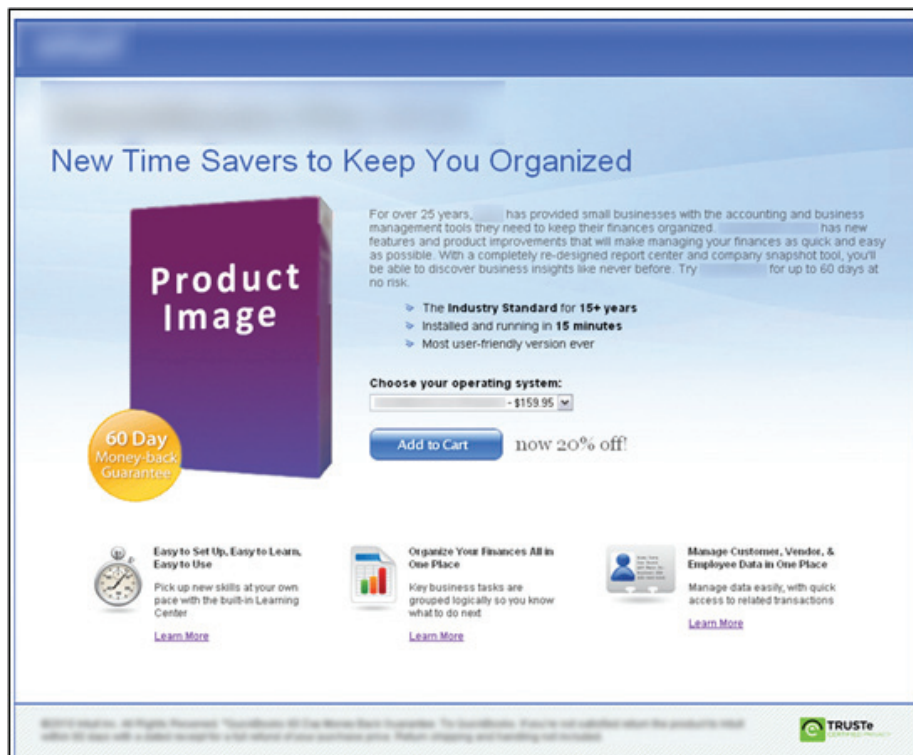 New Time Savers to Keep You Organized
For over 25 years, has provided small businesses with the accounting and business
management tools they need to keep their finances organized. has new
features and product improvements that will make managing your finances as quick and easy
as possible. With a completely re-designed report center and company snapshot tool, you'll
be able to discover business insights like never before. Try for up to 60 days at
no risk.
Product
Image
The Industry Standard for 15+ years
Installed and running in 15 minutes
Most user-friendly version ever
Choose your operating system:
- $159.95
Add to Cart now 20% off!
60 Day
Money-back
Guarantee
Easy to Set Up, Easy to Learn,
Easy to Use
Pick up new skills at your own
pace with the built-in Learning
Center
Learn More
Organize Your Finances All in
One Place
Key business tasks are
grouped logically so you know
what to do next
Learn More
Manage Customer, Vendor, &
Employee Data in One Place
Manage data easily, with quick
access to related transactions
Learn More
TRUSTe
CERTIFIED PRIVACY